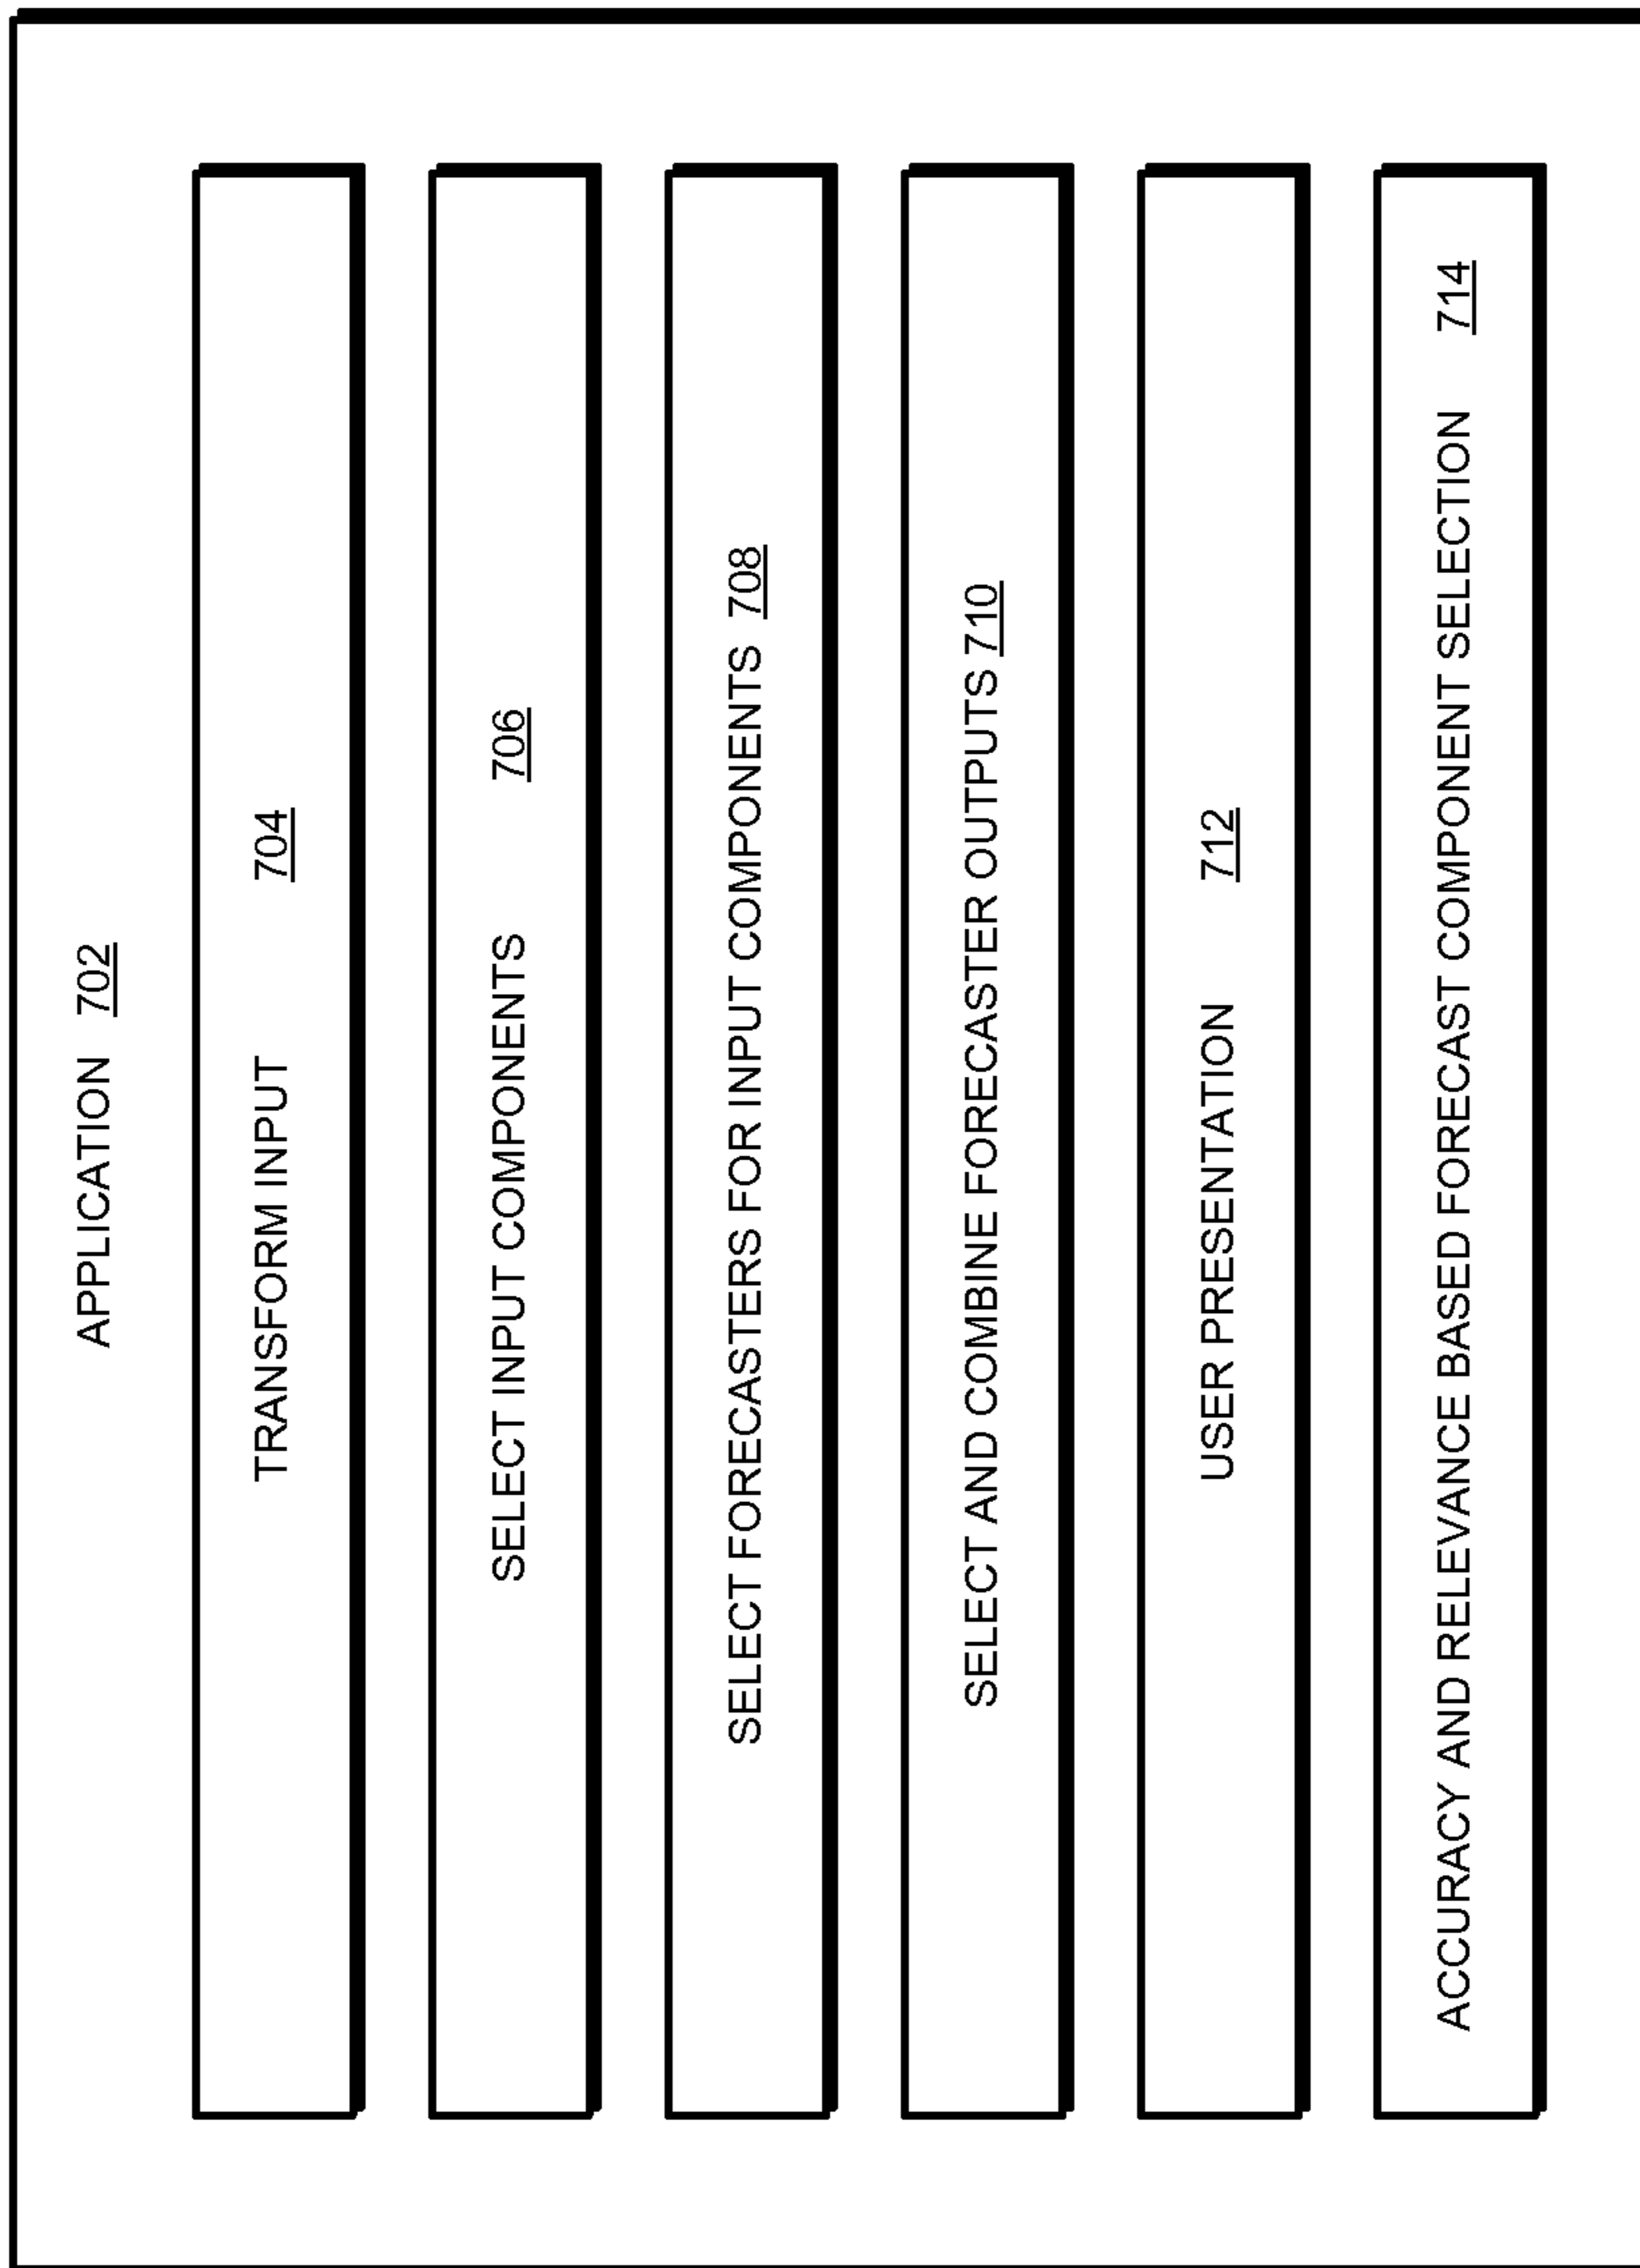 APPLICATION 702
TRANSFORM INPUT 704
SELECT INPUT COMPONENTS 706
SELECT FORECASTERS FOR INPUT COMPONENTS 708
SELECT AND COMBINE FORECASTER OUTPUTS 710
USER PRESENTATION 712
ACCURACY AND RELEVANCE BASED FORECAST COMPONENT SELECTION 714